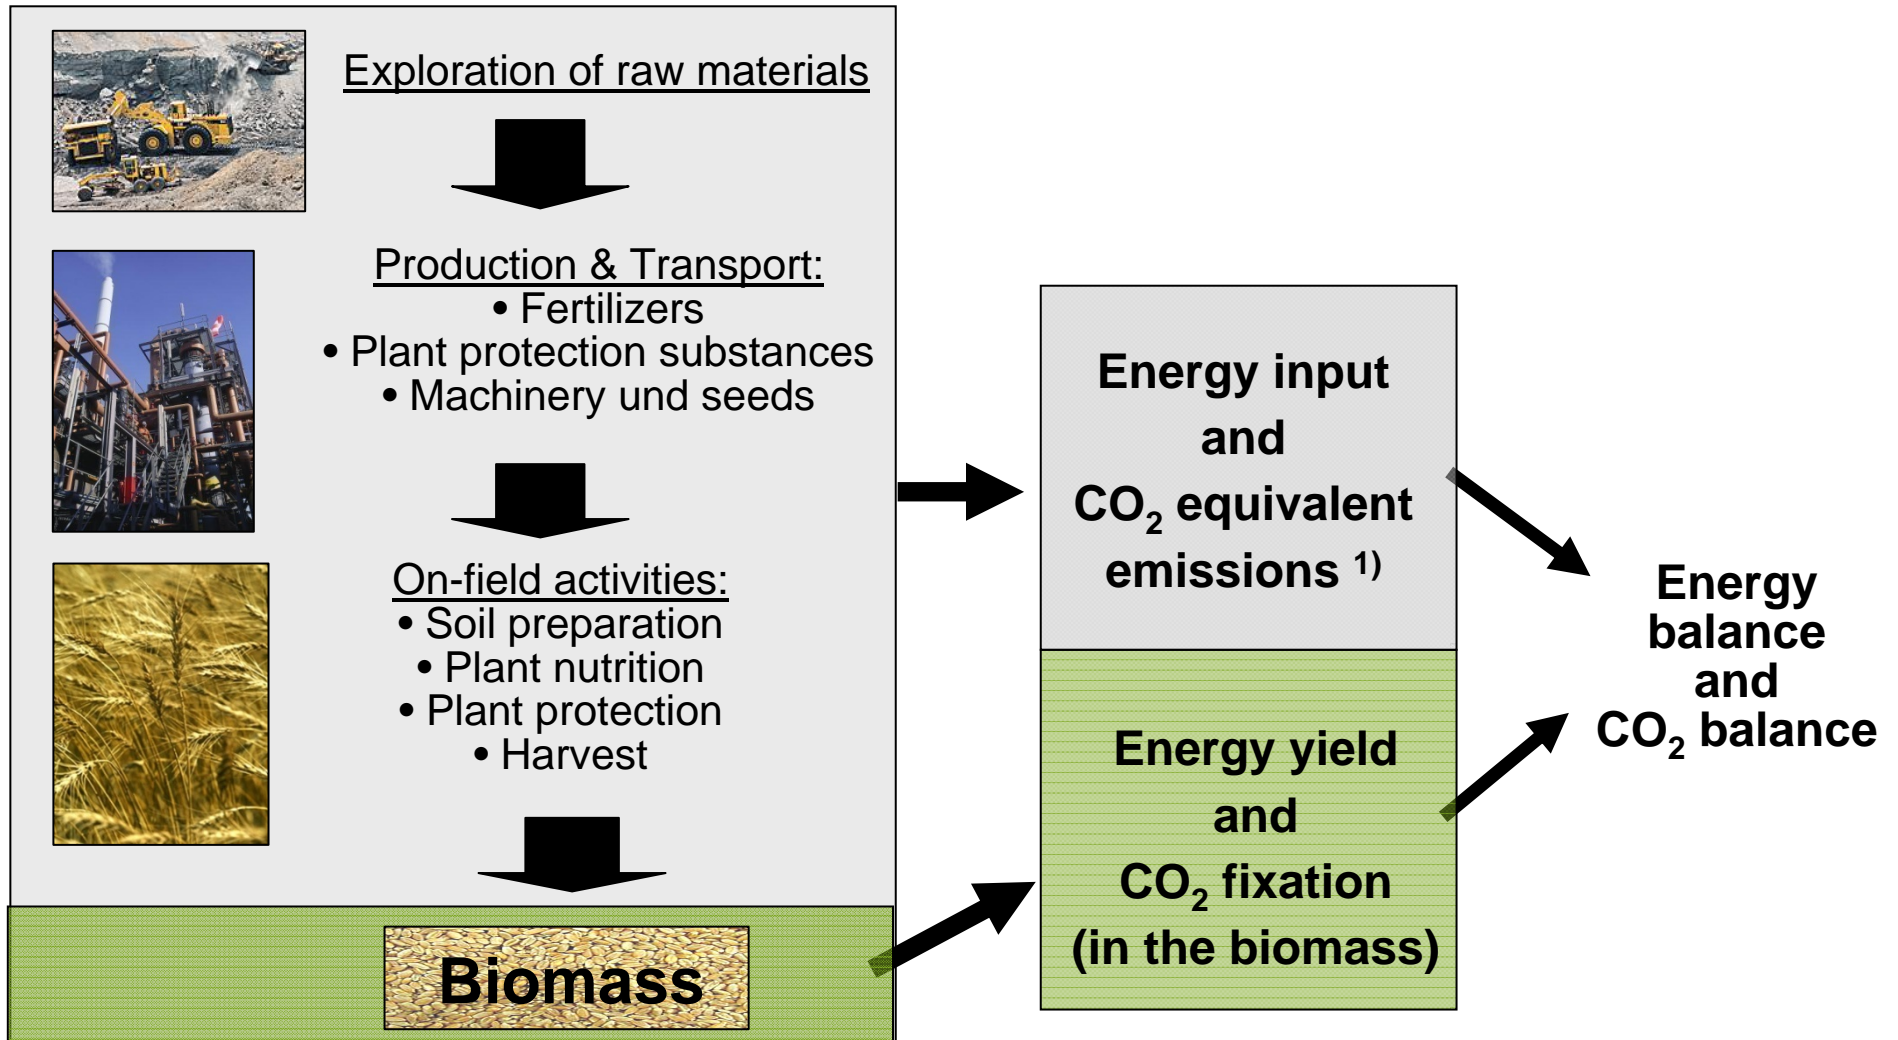 Exploration of raw materials
Production & Transport:
• Fertilizers
• Plant protection substances
• Machinery und seeds
On-field activities:
• Soil preparation
• Plant nutrition
• Plant protection
• Harvest
Biomass
Energy input
and
CO₂ equivalent
emissions ¹⁾
Energy yield
and
CO₂ fixation
(in the biomass)
Energy
balance
and
CO₂ balance